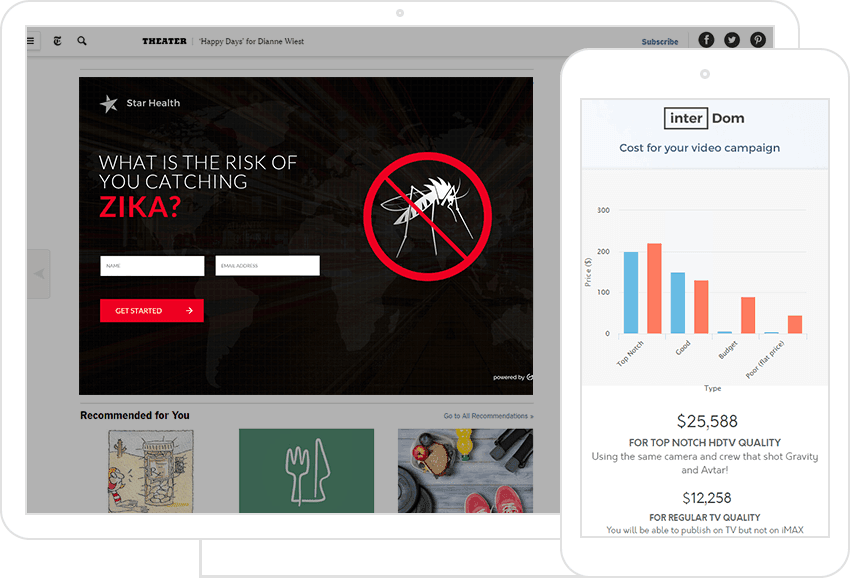 THEATER | 'Happy Days' for Dianne Wiest
Subscribe
Star Health
WHAT IS THE RISK OF
YOU CATCHING
ZIKA?
NAME
EMAIL ADDRESS
GET STARTED
powered by
Recommended for You
Go to All Recommendations »
inter Dom
Cost for your video campaign
300
200
100
0
Price ($)
Top Notch
Good
Budget
Poor (flat price)
Type
$25,588
FOR TOP NOTCH HDTV QUALITY
Using the same camera and crew that shot Gravity
and Avtar!
$12,258
FOR REGULAR TV QUALITY
You will be able to publish on TV but not on iMAX